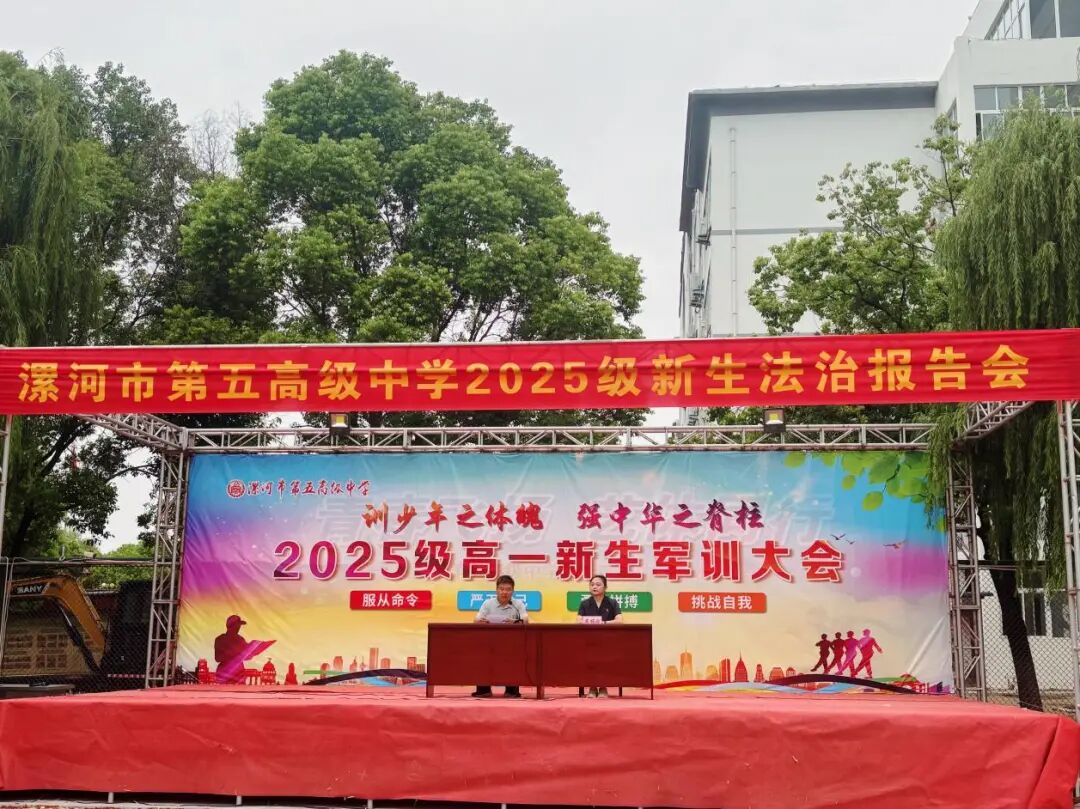 漯河市第五高级中学2025级新生法治报告会
漯河市第五高级中学
训少年之体魄 强中华之脊柱
2025级高一新生军训大会
服从命令
严
拼搏
挑战自我
SANY